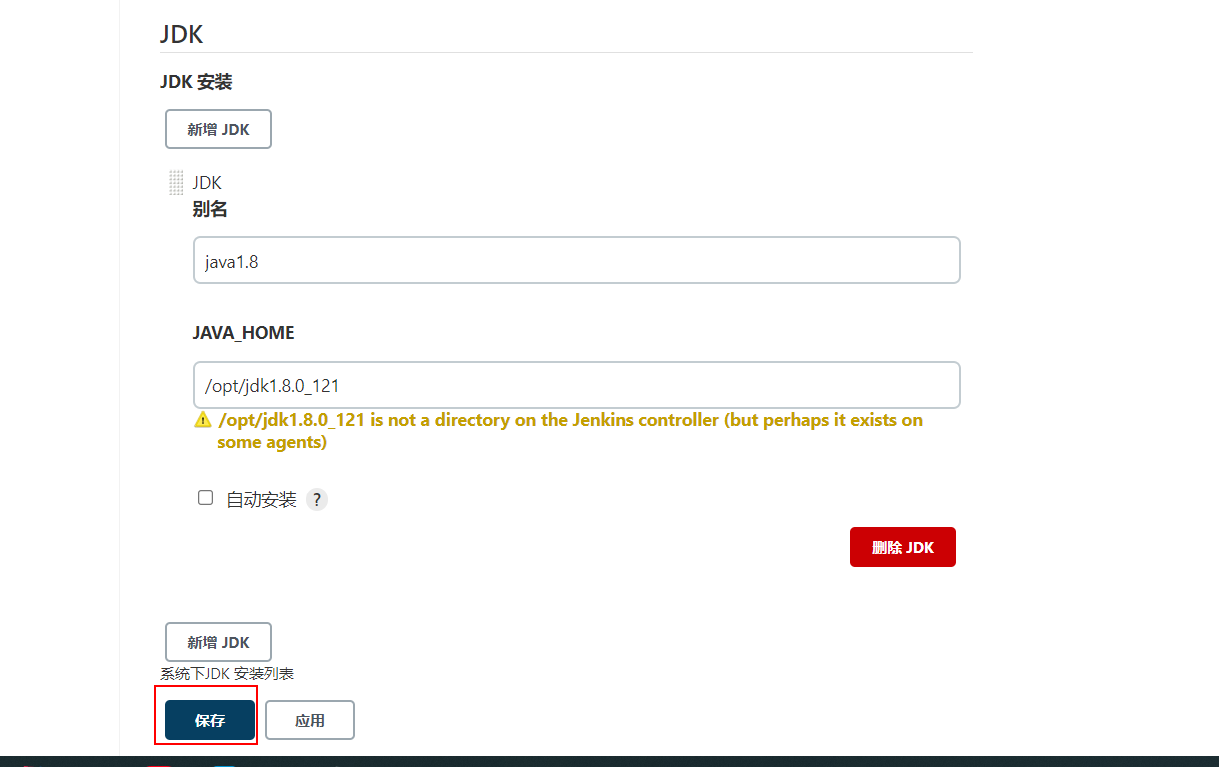 JDK
JDK 安装
新增 JDK
JDK
别名
java1.8
JAVA_HOME
/opt/jdk1.8.0_121
/opt/jdk1.8.0_121 is not a directory on the Jenkins controller (but perhaps it exists on
some agents)
自动安装 ?
删除 JDK
新增 JDK
系统下JDK 安装列表
保存 应用